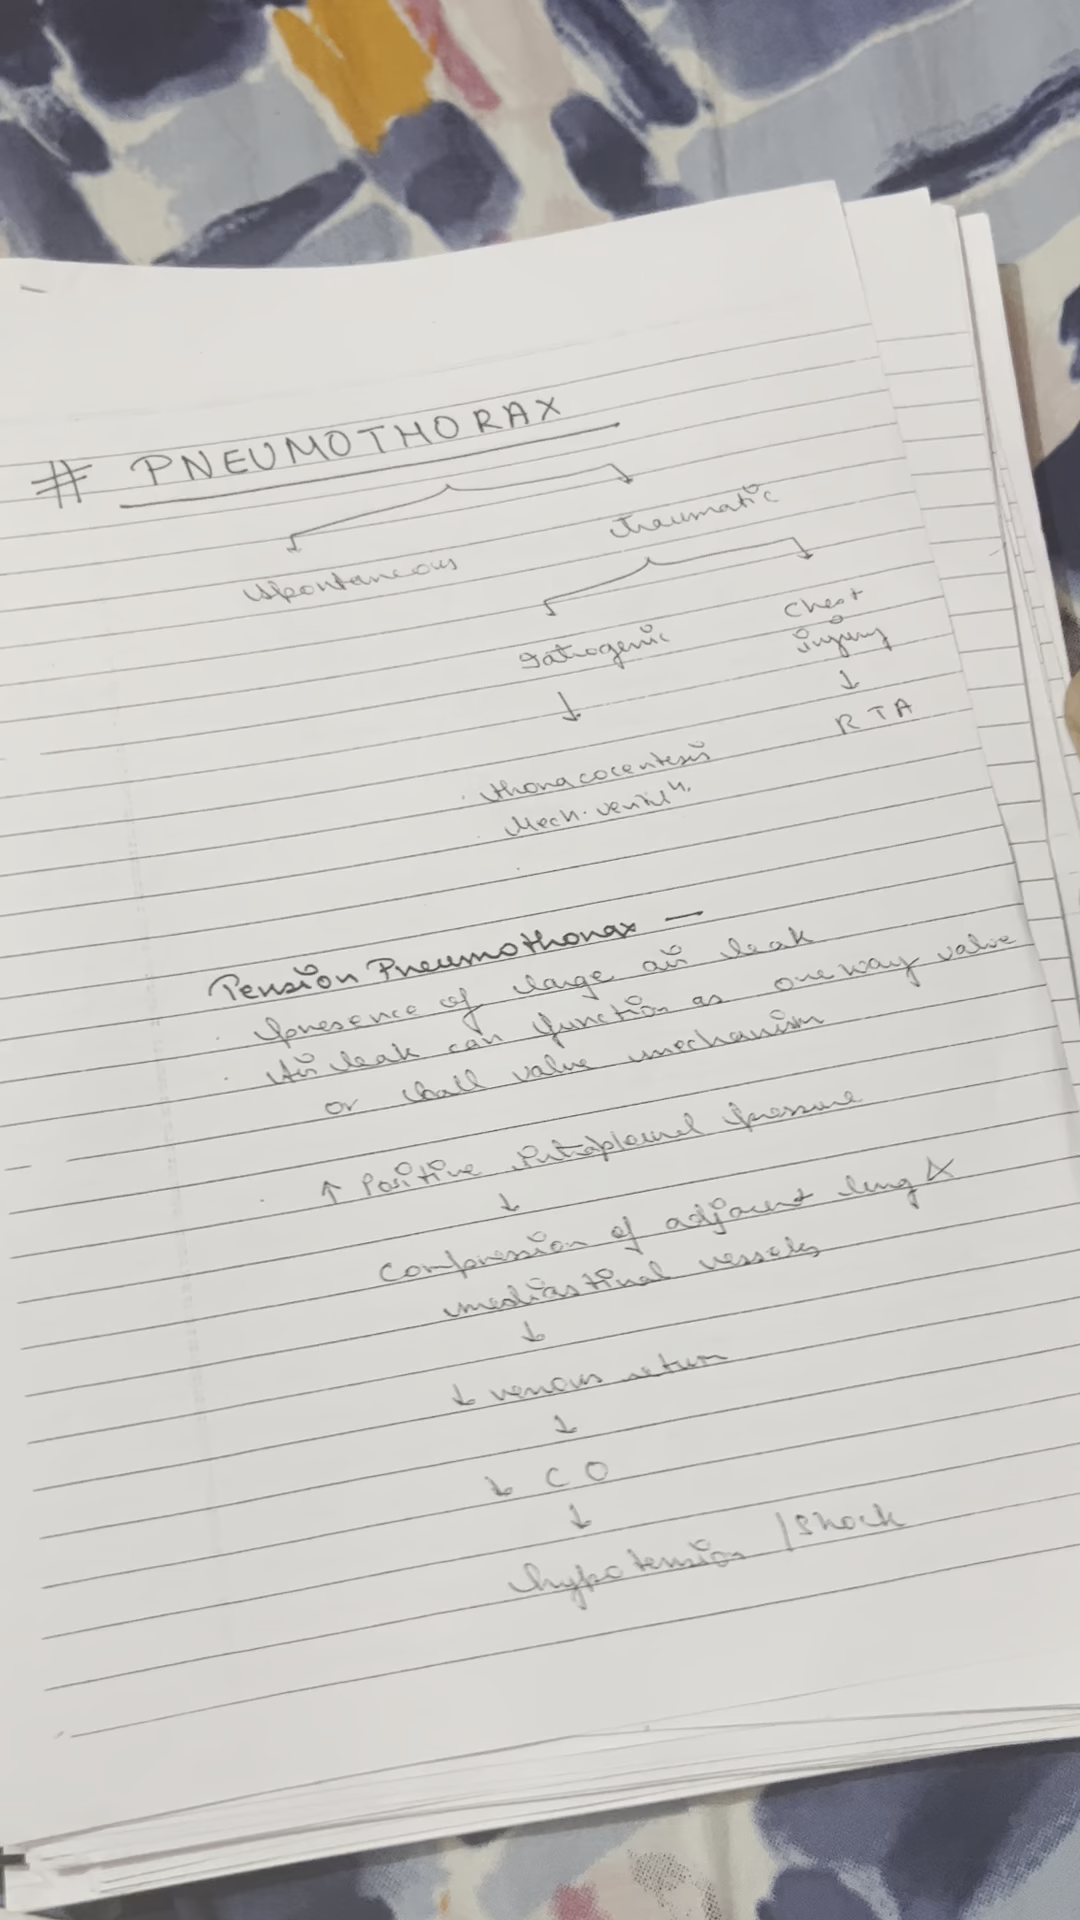 # PNEUMOTHORAX
Spontaneous
traumatic
Iatrogenic
chest
injury
↓
↓
RTA
thoracocentesis
Mech. ventilⁿ.
Tension Pneumothorax —
presence of large air leak
Air leak can function as one way valve
or ball valve mechanism
↑ Positive intrapleural pressure
↓
Compression of adjacent lung &
mediastinal vessels
↓
↓ venous return
↓
↓ CO
↓
hypotension / Shock